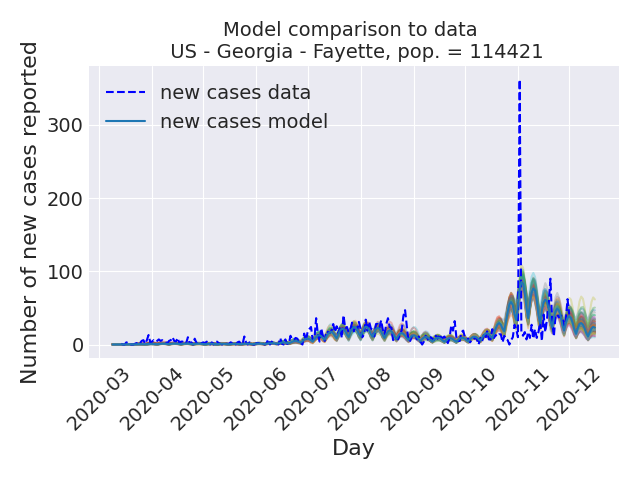 Model comparison to data
US - Georgia - Fayette, pop. = 114421
new cases data
new cases model
Number of new cases reported
300
200
100
0
2020-03
2020-04
2020-05
2020-06
2020-07
2020-08
2020-09
2020-10
2020-11
2020-12
Day